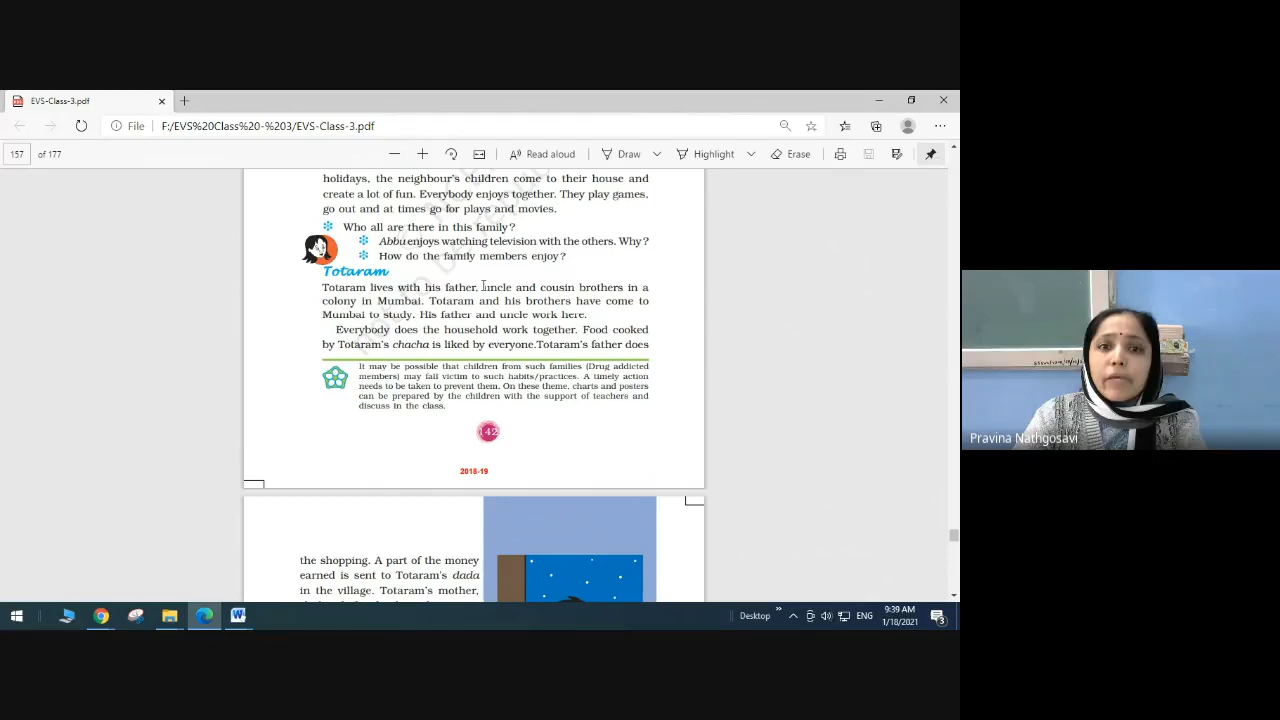 EVS-Class-3.pdf
File F:/EVS%20Class%20-%203/EVS-Class-3.pdf
157 of 177 Read aloud Draw Highlight Erase
holidays, the neighbour's children come to their house and
create a lot of fun. Everybody enjoys together. They play games,
go out and at times go for plays and movies.
Who all are there in this family?
Abbu enjoys watching television with the others. Why?
How do the family members enjoy?
Totaram
Totaram lives with his father, uncle and cousin brothers in a
colony in Mumbai. Totaram and his brothers have come to
Mumbai to study. His father and uncle work here.
Everybody does the household work together. Food cooked
by Totaram's chacha is liked by everyone.Totaram's father does
It may be possible that children from such families (Drug addicted
members) may fall victim to such habits/practices. A timely action
needs to be taken to prevent them. On these theme, charts and posters
can be prepared by the children with the support of teachers and
discuss in the class.
142
2018-19
the shopping. A part of the money
earned is sent to Totaram's dada
in the village. Totaram's mother,
Pravina Nathgosavi
Desktop ENG 9:39 AM
1/18/2021
3